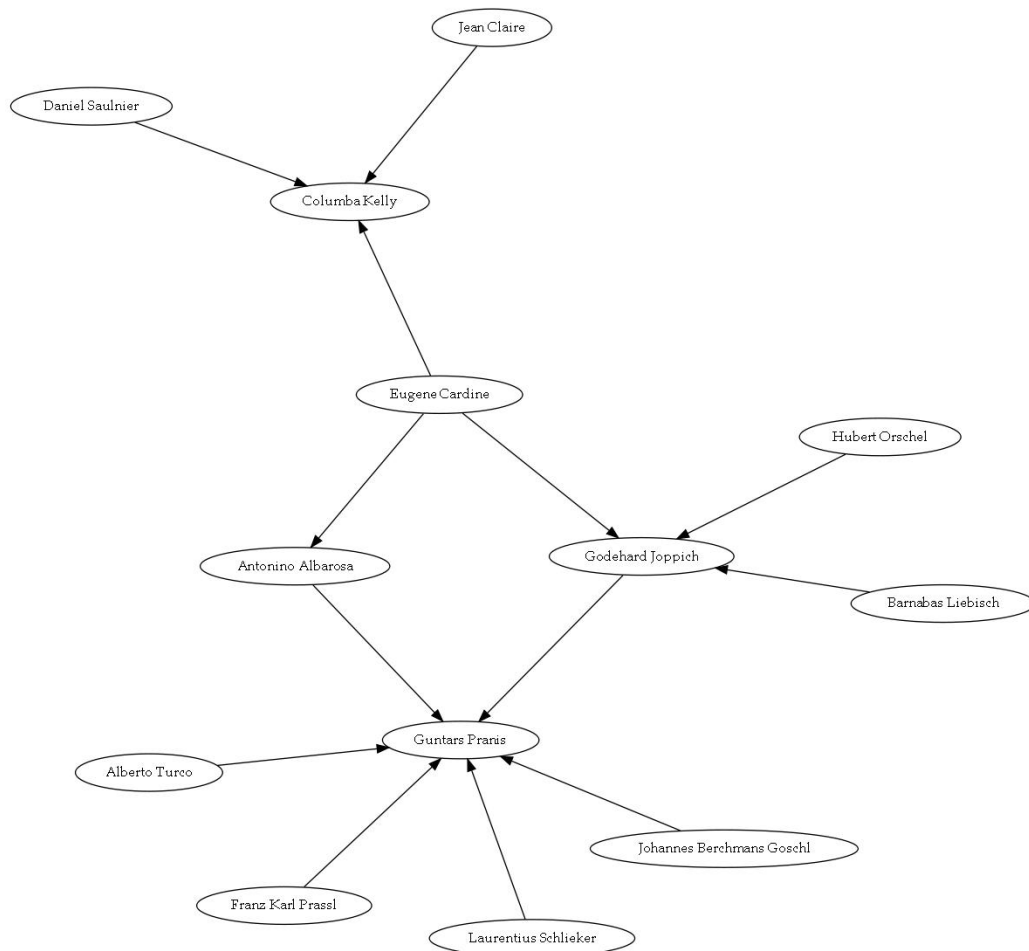 Jean Claire
Daniel Saulnier
Columba Kelly
Eugene Cardine
Hubert Orschel
Godehard Joppich
Antonino Albarosa
Barnabas Liebisch
Guntars Pranis
Alberto Turco
Johannes Berchmans Goschl
Franz Karl Prassl
Laurentius Schlieker